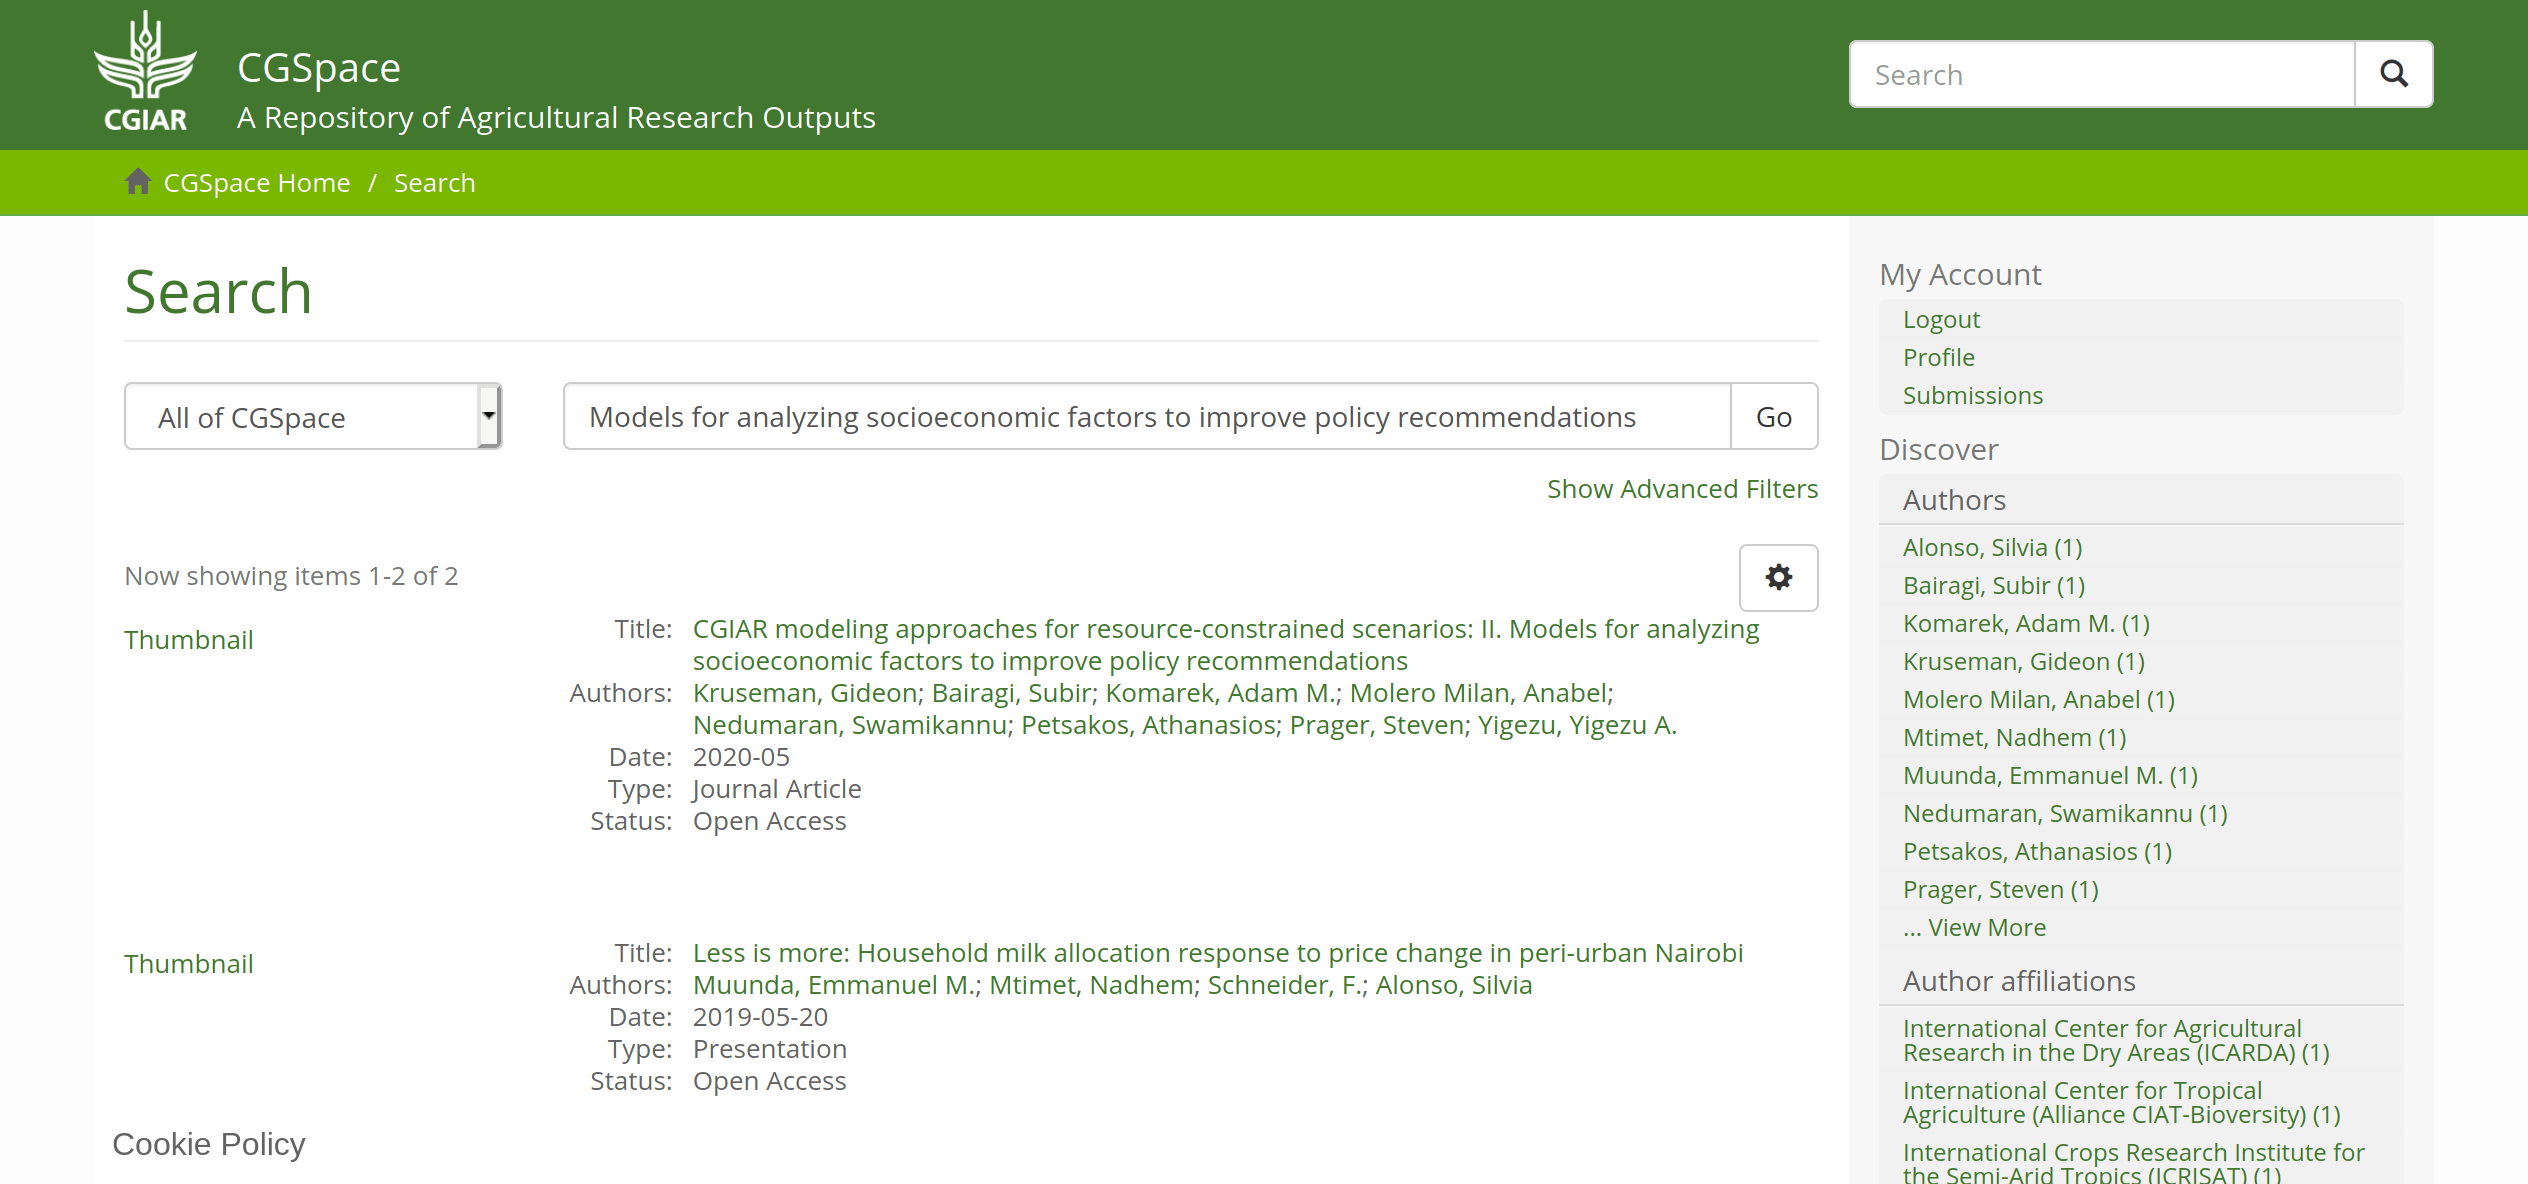 CGIAR
CGSpace
A Repository of Agricultural Research Outputs
Search
CGSpace Home / Search
Search
All of CGSpace
Models for analyzing socioeconomic factors to improve policy recommendations
Go
Show Advanced Filters
Now showing items 1-2 of 2
Thumbnail
Title: CGIAR modeling approaches for resource-constrained scenarios: II. Models for analyzing
socioeconomic factors to improve policy recommendations
Authors: Kruseman, Gideon; Bairagi, Subir; Komarek, Adam M.; Molero Milan, Anabel;
Nedumaran, Swamikannu; Petsakos, Athanasios; Prager, Steven; Yigezu, Yigezu A.
Date: 2020-05
Type: Journal Article
Status: Open Access
Thumbnail
Title: Less is more: Household milk allocation response to price change in peri-urban Nairobi
Authors: Muunda, Emmanuel M.; Mtimet, Nadhem; Schneider, F.; Alonso, Silvia
Date: 2019-05-20
Type: Presentation
Status: Open Access
Cookie Policy
My Account
Logout
Profile
Submissions
Discover
Authors
Alonso, Silvia (1)
Bairagi, Subir (1)
Komarek, Adam M. (1)
Kruseman, Gideon (1)
Molero Milan, Anabel (1)
Mtimet, Nadhem (1)
Muunda, Emmanuel M. (1)
Nedumaran, Swamikannu (1)
Petsakos, Athanasios (1)
Prager, Steven (1)
... View More
Author affiliations
International Center for Agricultural
Research in the Dry Areas (ICARDA) (1)
International Center for Tropical
Agriculture (Alliance CIAT-Bioversity) (1)
International Crops Research Institute for
the Semi-Arid Tropics (ICRISAT) (1)